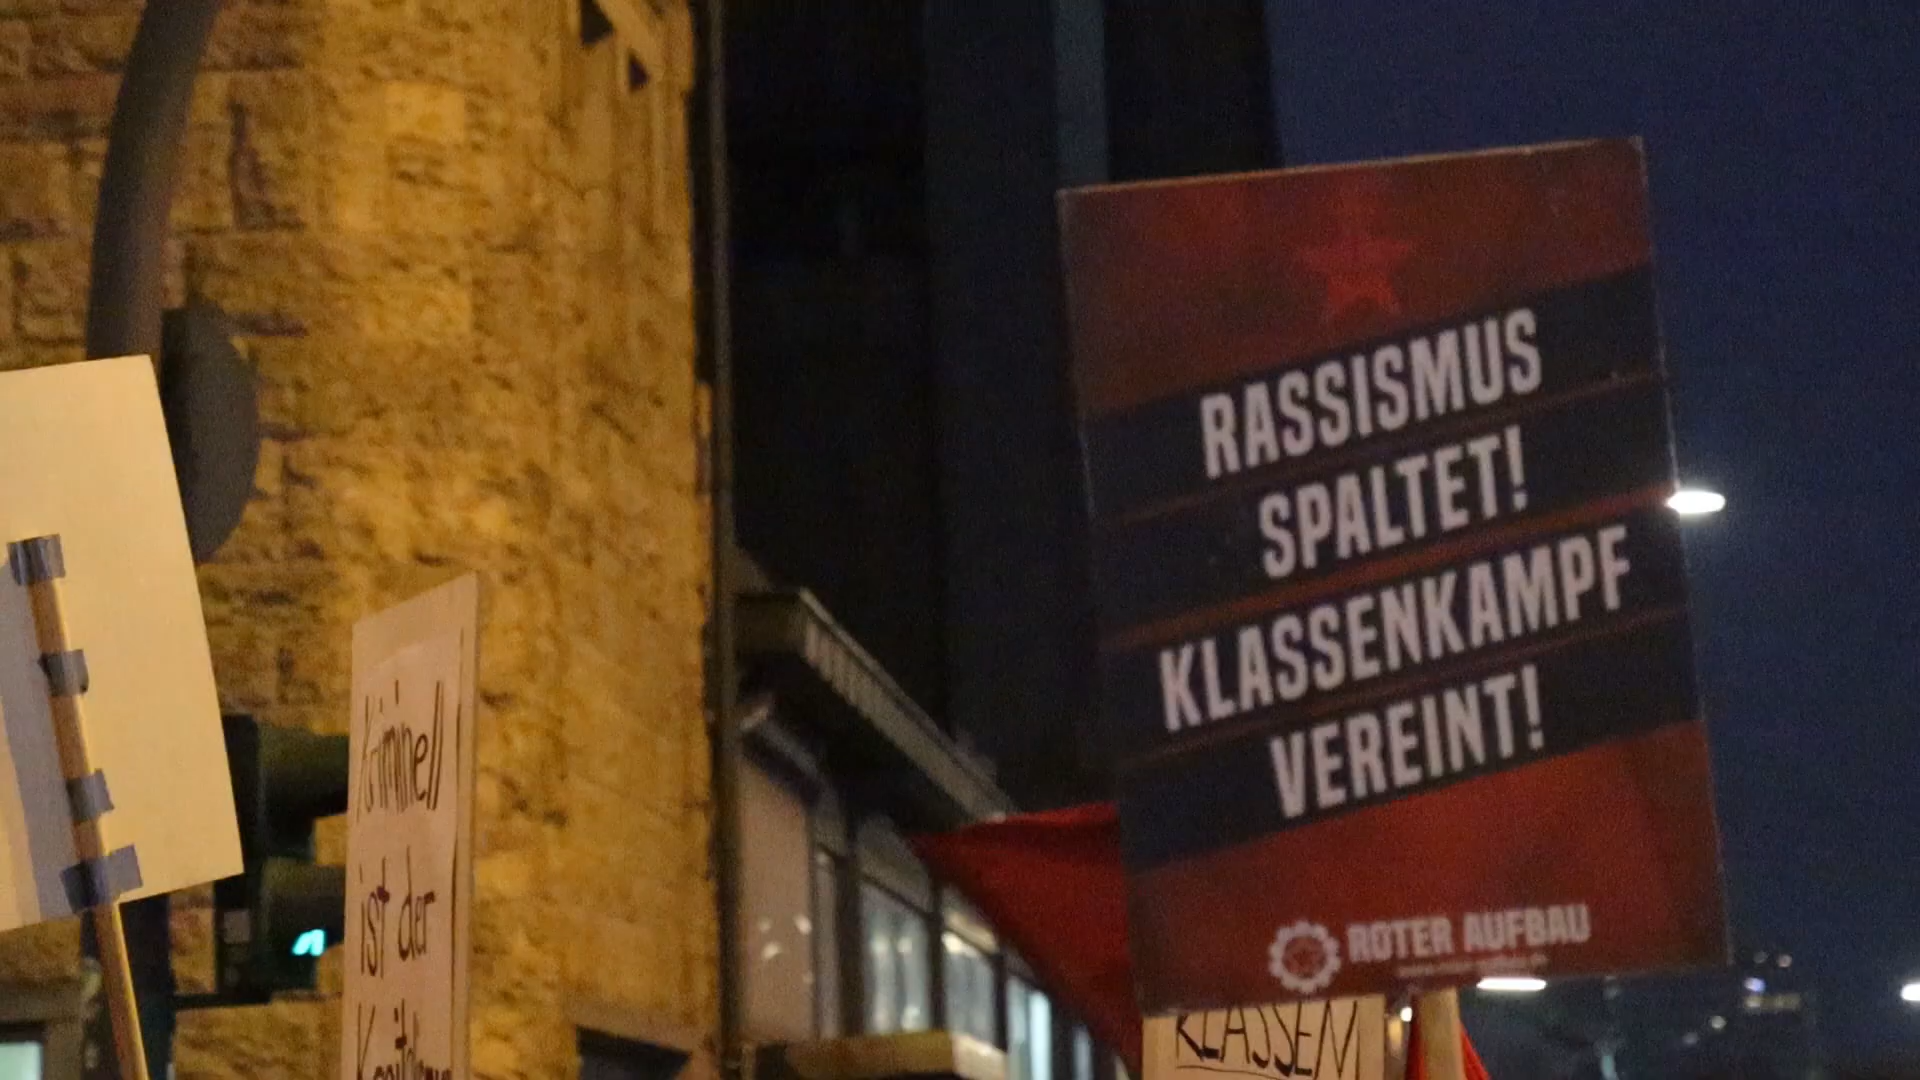 RASSISMUS
SPALTET!
KLASSENKAMPF
VEREINT!
ROTER AUFBAU
Kriminell
ist der
KLASSEN